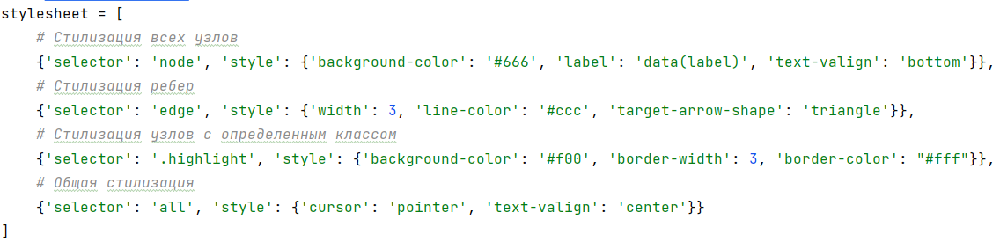 stylesheet = [
    # Стилизация всех узлов
    {'selector': 'node', 'style': {'background-color': '#666', 'label': 'data(label)', 'text-valign': 'bottom'}},
    # Стилизация ребер
    {'selector': 'edge', 'style': {'width': 3, 'line-color': '#ccc', 'target-arrow-shape': 'triangle'}},
    # Стилизация узлов с определенным классом
    {'selector': '.highlight', 'style': {'background-color': '#f00', 'border-width': 3, 'border-color': "#fff"}},
    # Общая стилизация
    {'selector': 'all', 'style': {'cursor': 'pointer', 'text-valign': 'center'}}
]